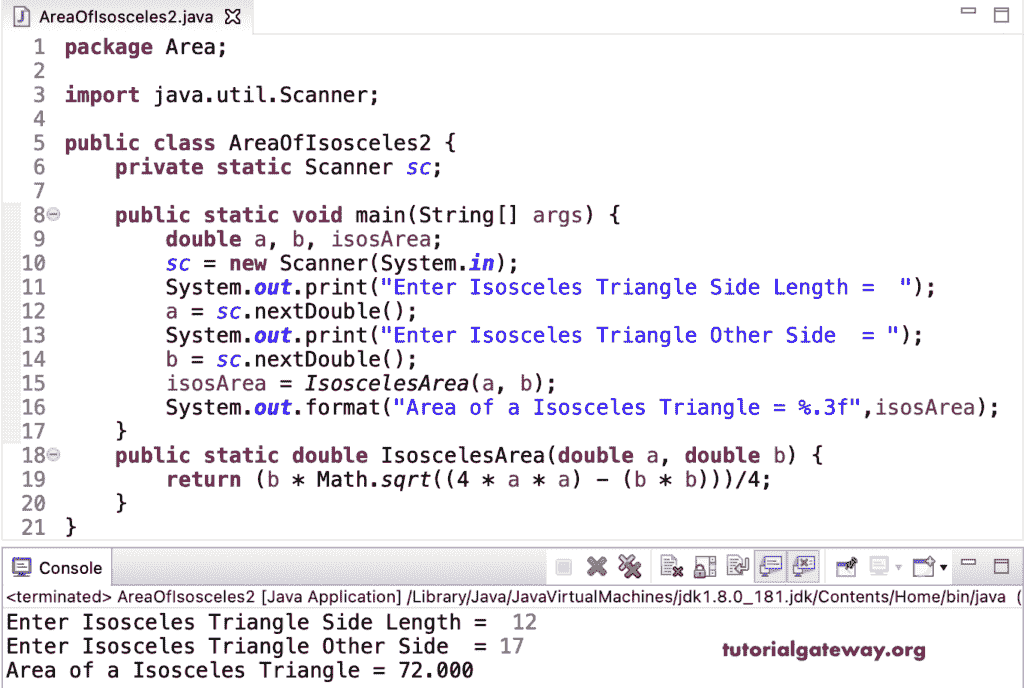 AreaOfIsosceles2.java
1 package Area;
2
3 import java.util.Scanner;
4
5 public class AreaOfIsosceles2 {
6     private static Scanner sc;
7
8     public static void main(String[] args) {
9         double a, b, isosArea;
10         sc = new Scanner(System.in);
11         System.out.print("Enter Isosceles Triangle Side Length =  ");
12         a = sc.nextDouble();
13         System.out.print("Enter Isosceles Triangle Other Side  = ");
14         b = sc.nextDouble();
15         isosArea = IsoscelesArea(a, b);
16         System.out.format("Area of a Isosceles Triangle = %.3f",isosArea);
17     }
18     public static double IsoscelesArea(double a, double b) {
19         return (b * Math.sqrt((4 * a * a) - (b * b)))/4;
20     }
21 }
Console
<terminated> AreaOfIsosceles2 [Java Application] /Library/Java/JavaVirtualMachines/jdk1.8.0_181.jdk/Contents/Home/bin/java (
Enter Isosceles Triangle Side Length =  12
Enter Isosceles Triangle Other Side  = 17
Area of a Isosceles Triangle = 72.000
tutorialgateway.org